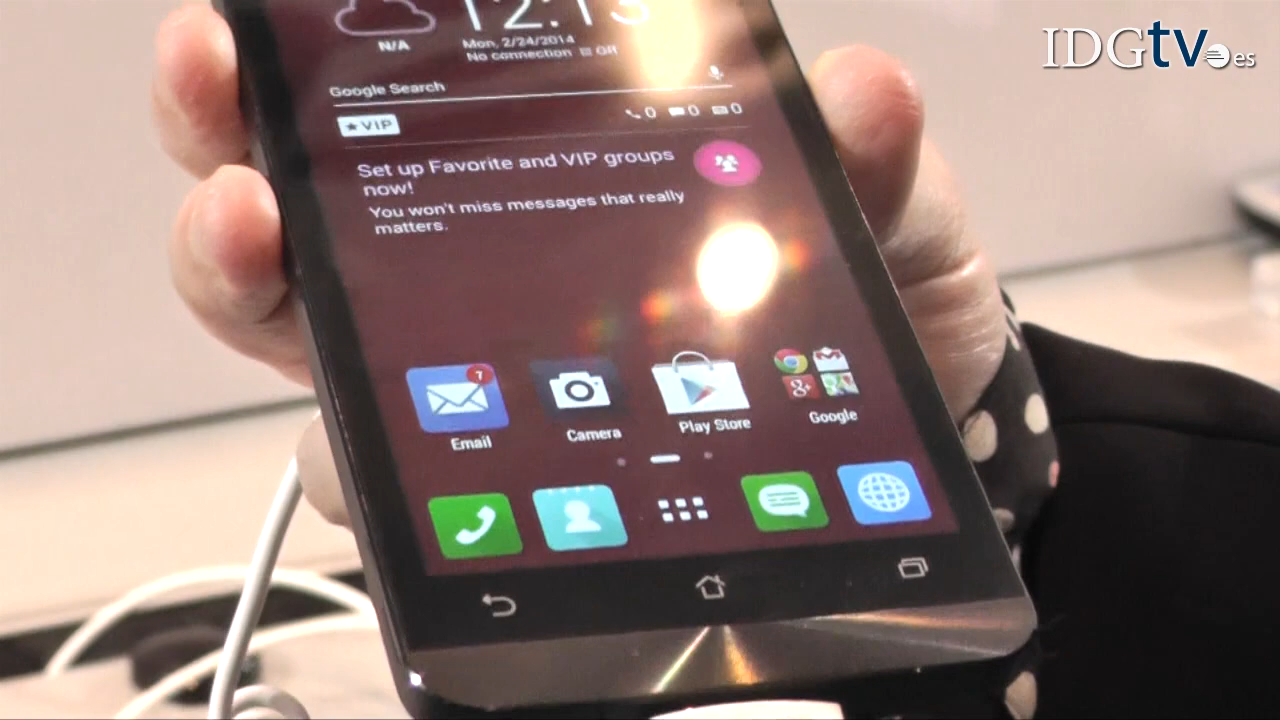 IDGtv.es
12:13
N/A
Mon, 2/24/2014
No connection
Google Search
★VIP
0 0 0
Set up Favorite and VIP groups
now!
You won't miss messages that really
matters.
7
Email
Camera
Play Store
Google